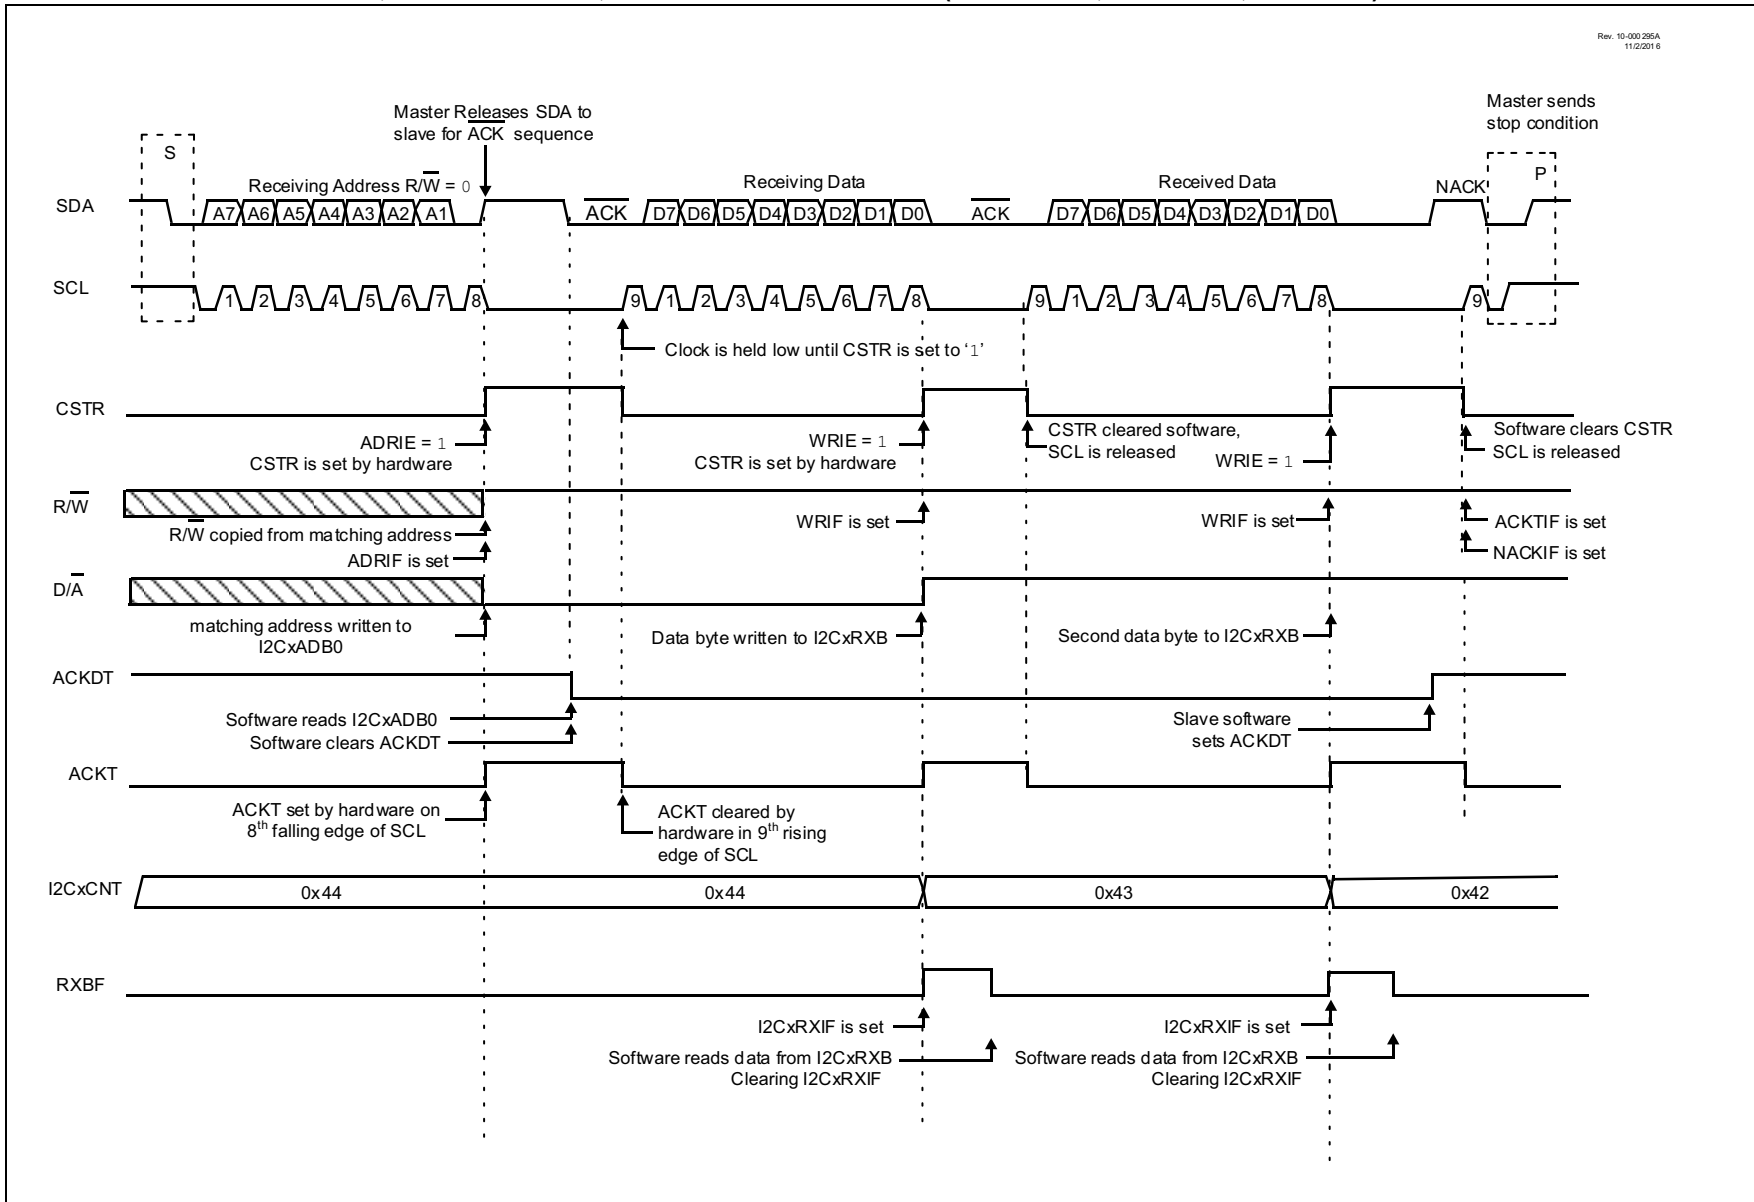 Rev. 10-000 295A
11/2/201 6
Master Releases SDA to
slave for ACK sequence
Master sends
stop condition
S
P
Receiving Address R/W = 0
Receiving Data
Received Data
NACK
SDA
A7 A6 A5 A4 A3 A2 A1
ACK
D7 D6 D5 D4 D3 D2 D1 D0
ACK
D7 D6 D5 D4 D3 D2 D1 D0
SCL
1 2 3 4 5 6 7 8
9 1 2 3 4 5 6 7 8
9 1 2 3 4 5 6 7 8
9
Clock is held low until CSTR is set to ‘1’
CSTR
ADRIE = 1
CSTR is set by hardware
WRIE = 1
CSTR is set by hardware
CSTR cleared software,
SCL is released
WRIE = 1
Software clears CSTR
SCL is released
R/W
R/W copied from matching address
ADRIF is set
WRIF is set
WRIF is set
ACKTIF is set
NACKIF is set
D/A
matching address written to
I2CxADB0
Data byte written to I2CxRXB
Second data byte to I2CxRXB
ACKDT
Software reads I2CxADB0
Software clears ACKDT
Slave software
sets ACKDT
ACKT
ACKT set by hardware on
8th falling edge of SCL
ACKT cleared by
hardware in 9th rising
edge of SCL
I2CxCNT
0x44
0x44
0x43
0x42
RXBF
I2CxRXIF is set
Software reads data from I2CxRXB
Clearing I2CxRXIF
I2CxRXIF is set
Software reads data from I2CxRXB
Clearing I2CxRXIF